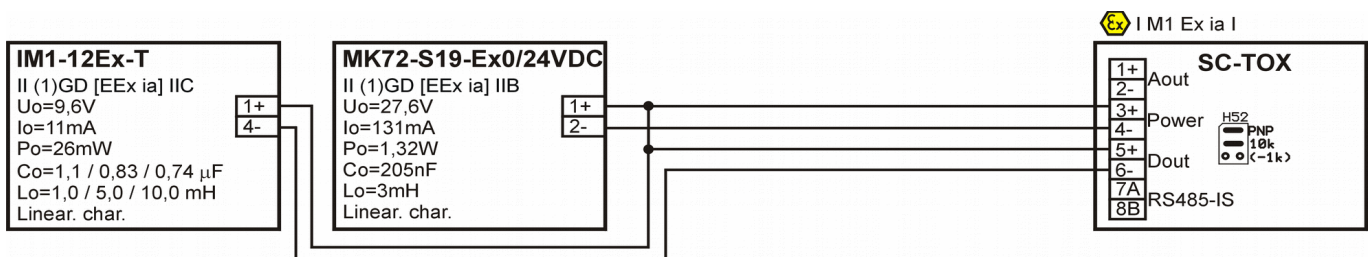 IM1-12Ex-T
II (1)GD [EEx ia] IIC
Uo=9,6V
Io=11mA
Po=26mW
Co=1,1 / 0,83 / 0,74 μF
Lo=1,0 / 5,0 / 10,0 mH
Linear. char.
1+
4-
MK72-S19-Ex0/24VDC
II (1)GD [EEx ia] IIB
Uo=27,6V
Io=131mA
Po=1,32W
Co=205nF
Lo=3mH
Linear. char.
1+
2-
Ex I M1 Ex ia I
SC-TOX
1+
2-
Aout
3+
4-
Power
5+
6-
Dout
7A
8B
RS485-IS
H52
PNP
10k
(-1k)